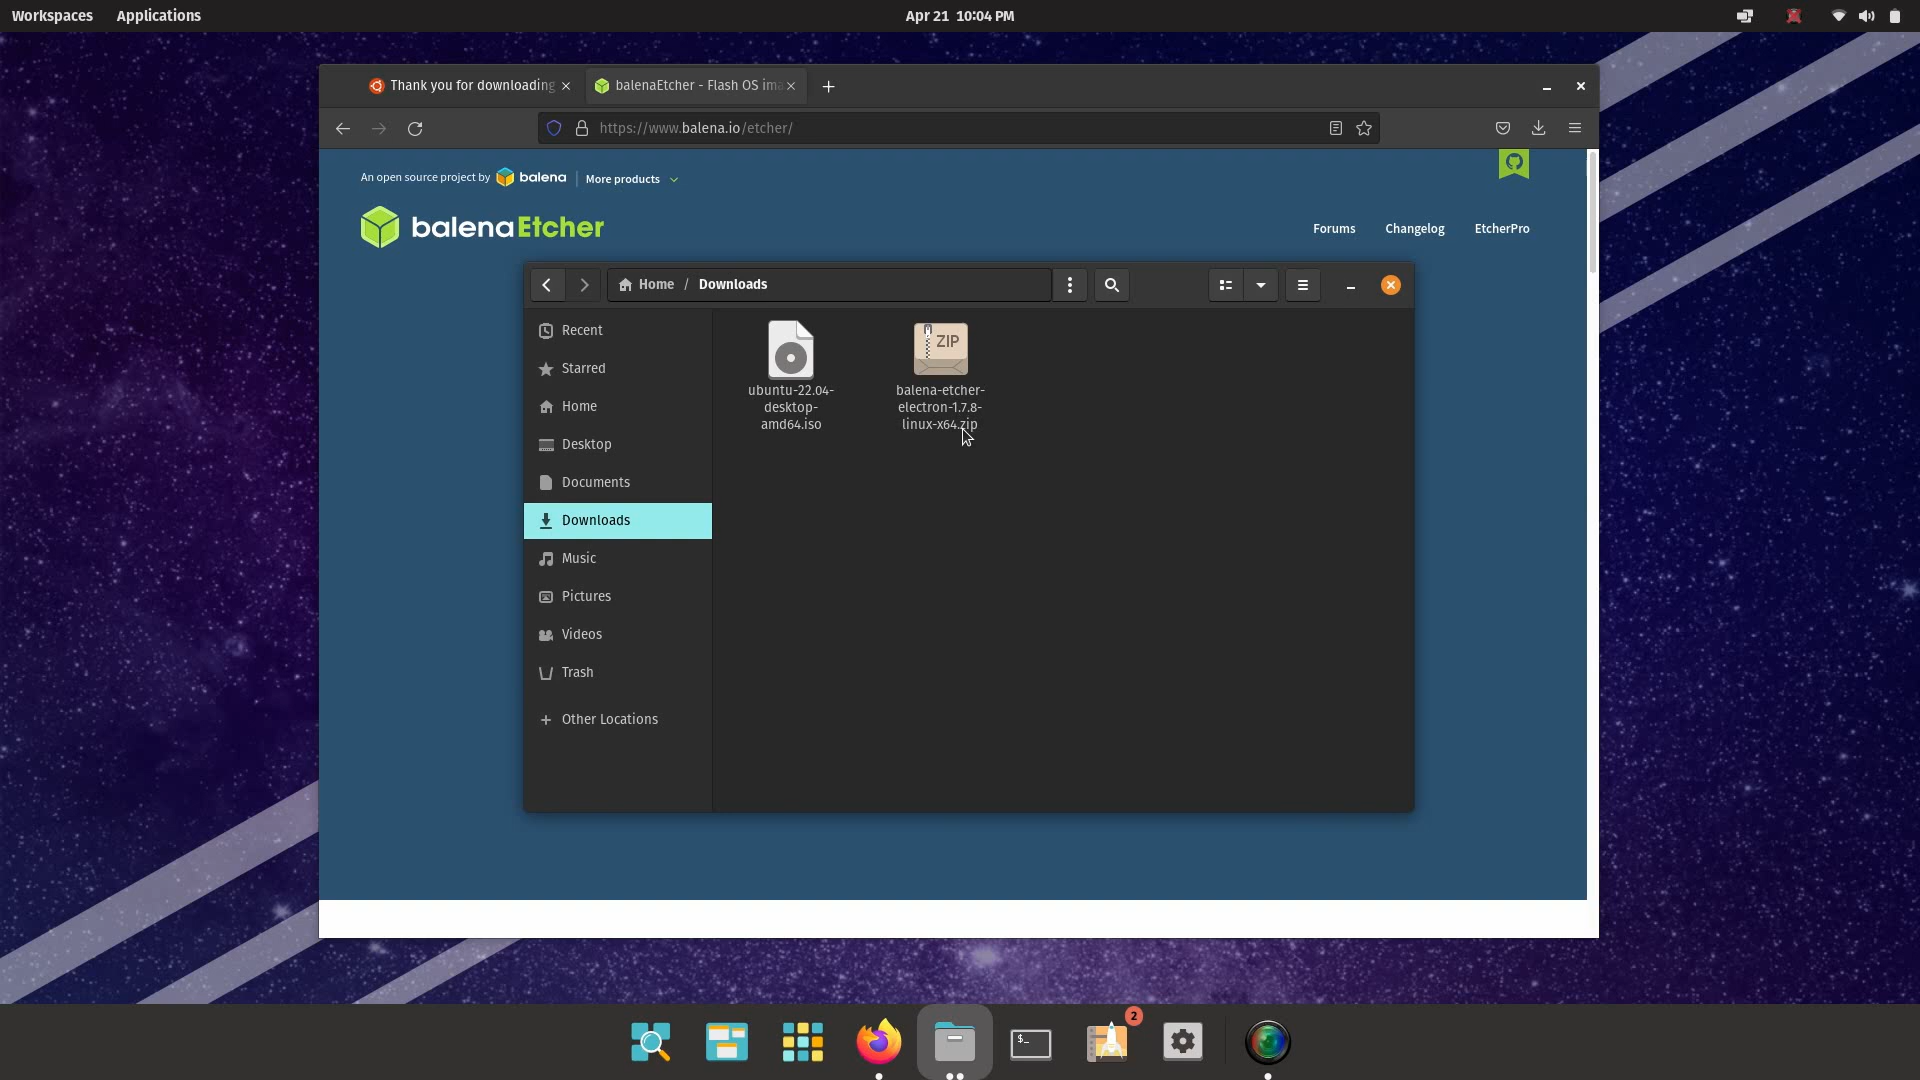 Workspaces Applications Apr 21 10:04 PM
Thank you for downloading balenaEtcher - Flash OS ima
https://www.balena.io/etcher/
An open source project by balena More products
balenaEtcher
Forums Changelog EtcherPro
Home / Downloads
Recent
Starred
Home
Desktop
Documents
Downloads
Music
Pictures
Videos
Trash
Other Locations
ubuntu-22.04-
desktop-
amd64.iso
ZIP
balena-etcher-
electron-1.7.8-
linux-x64.zip
$_
2